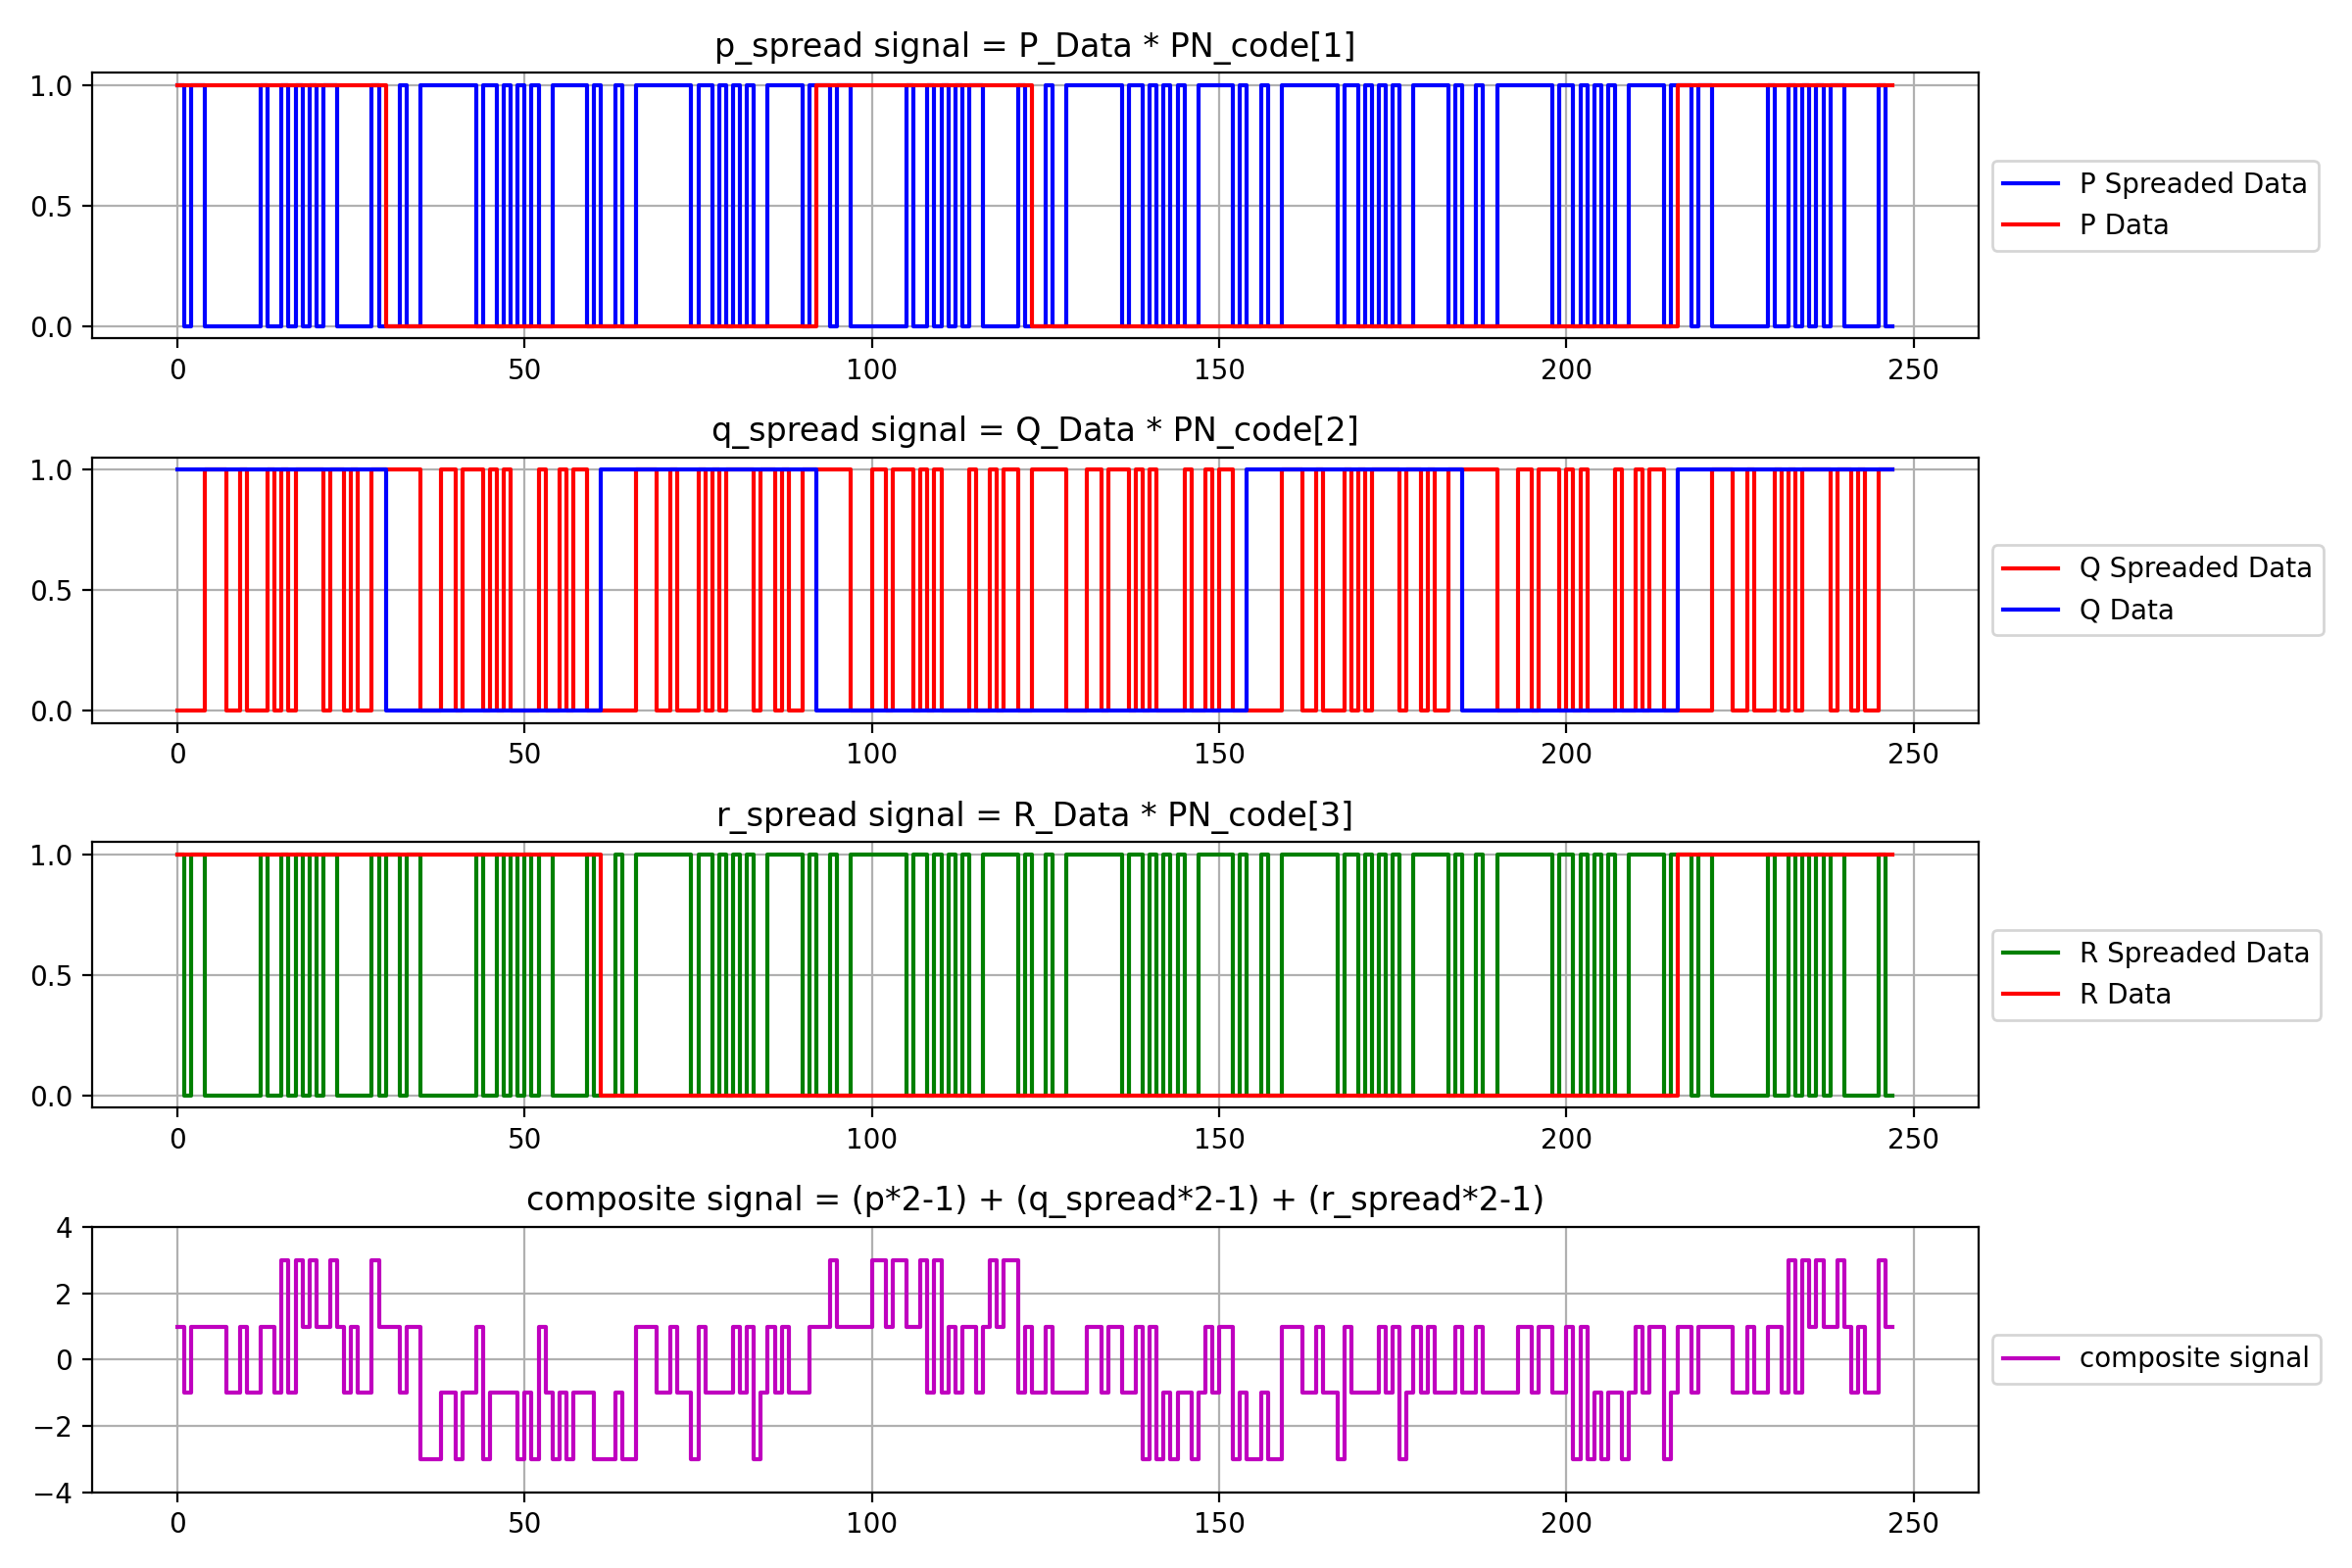 p_spread signal = P_Data * PN_code[1]
1.0
0.5
0.0
0 50 100 150 200 250
P Spreaded Data
P Data
q_spread signal = Q_Data * PN_code[2]
1.0
0.5
0.0
0 50 100 150 200 250
Q Spreaded Data
Q Data
r_spread signal = R_Data * PN_code[3]
1.0
0.5
0.0
0 50 100 150 200 250
R Spreaded Data
R Data
composite signal = (p*2-1) + (q_spread*2-1) + (r_spread*2-1)
4
2
0
−2
−4
0 50 100 150 200 250
composite signal